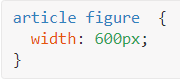 article figure  {
  width: 600px;
}